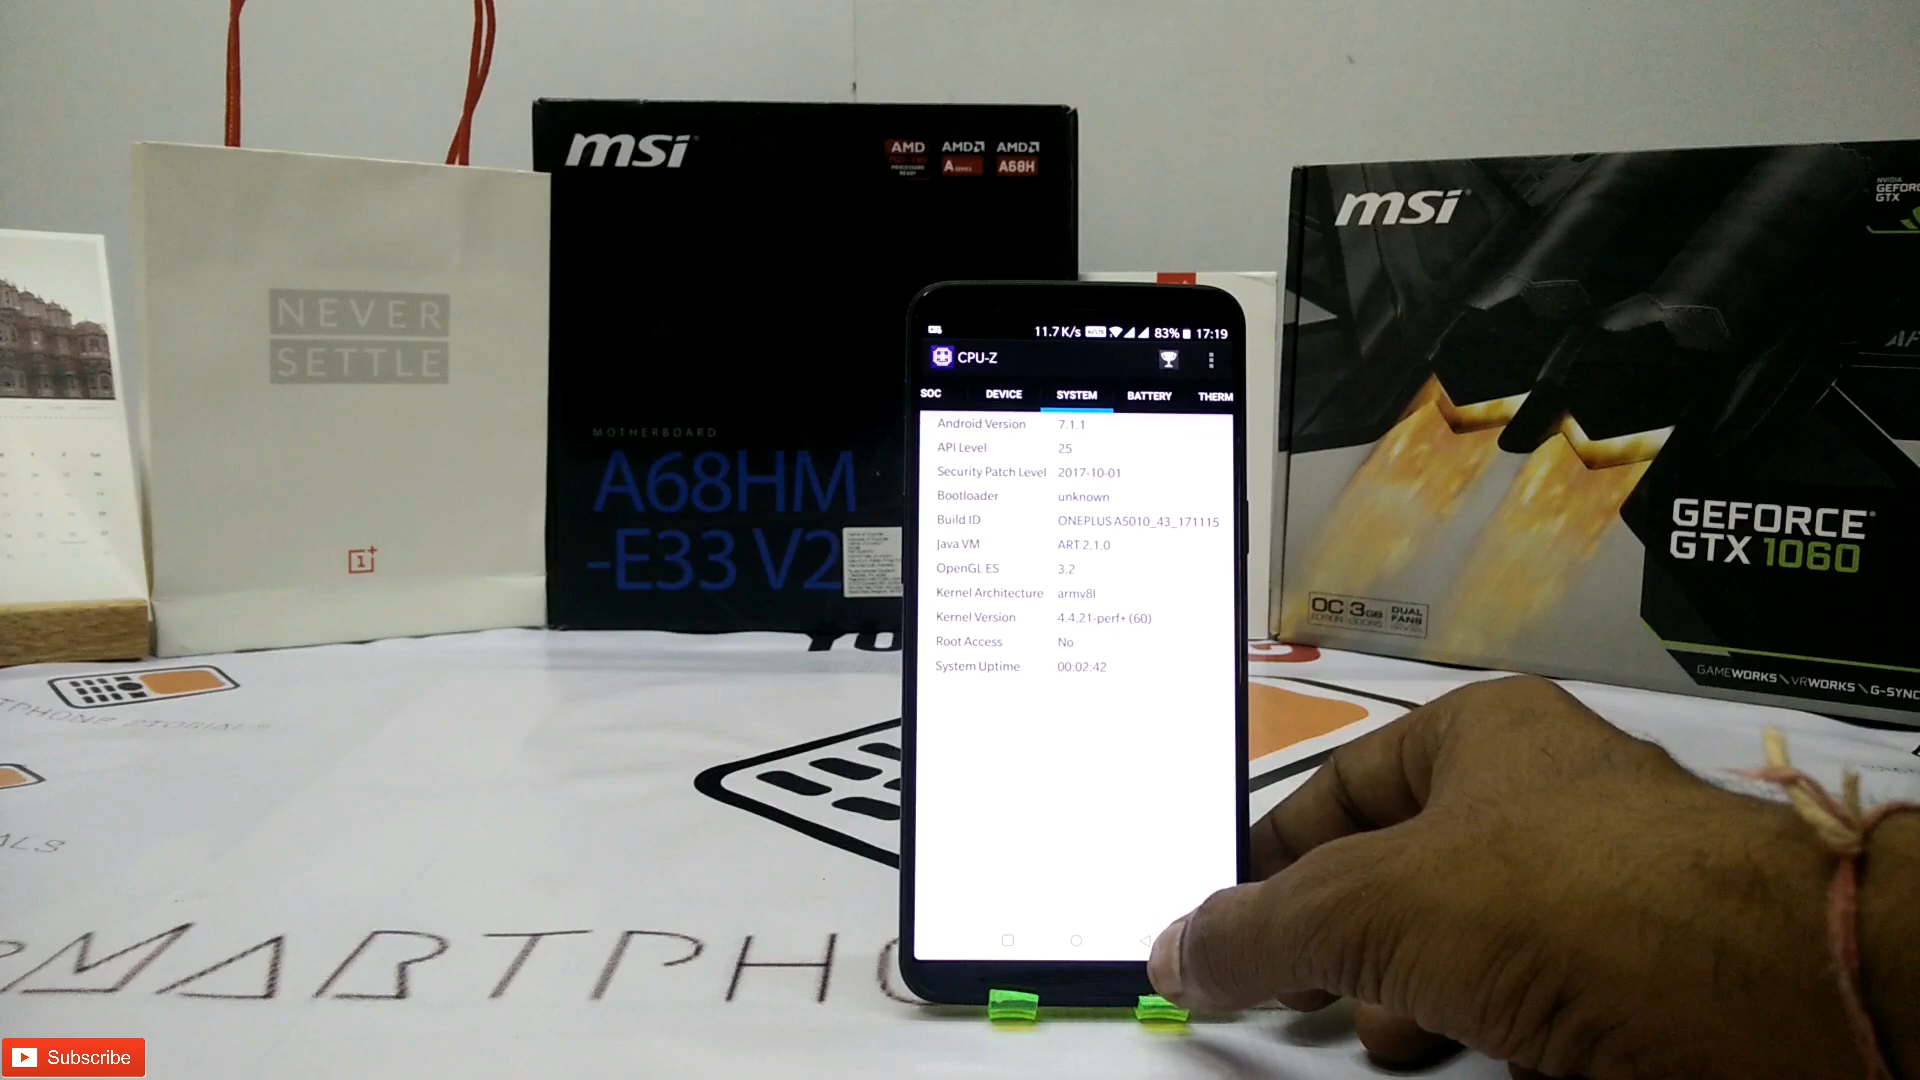 NEVER
SETTLE
1+
msi
AMD
AMD
AMD
A SERIES
A68H
MOTHERBOARD
A68HM
-E33 V2
msi
NVIDIA
GEFORCE
GTX 1060
OC 3GB
DUAL
FANS
GAMEWORKS \ VRWORKS \ G-SYNC
11.7 K/s 83% 17:19
CPU-Z
SOC DEVICE SYSTEM BATTERY THERM
Android Version 7.1.1
API Level 25
Security Patch Level 2017-10-01
Bootloader unknown
Build ID ONEPLUS A5010_43_171115
Java VM ART 2.1.0
OpenGL ES 3.2
Kernel Architecture armv8l
Kernel Version 4.4.21-perf+ (60)
Root Access No
System Uptime 00:02:42
Subscribe